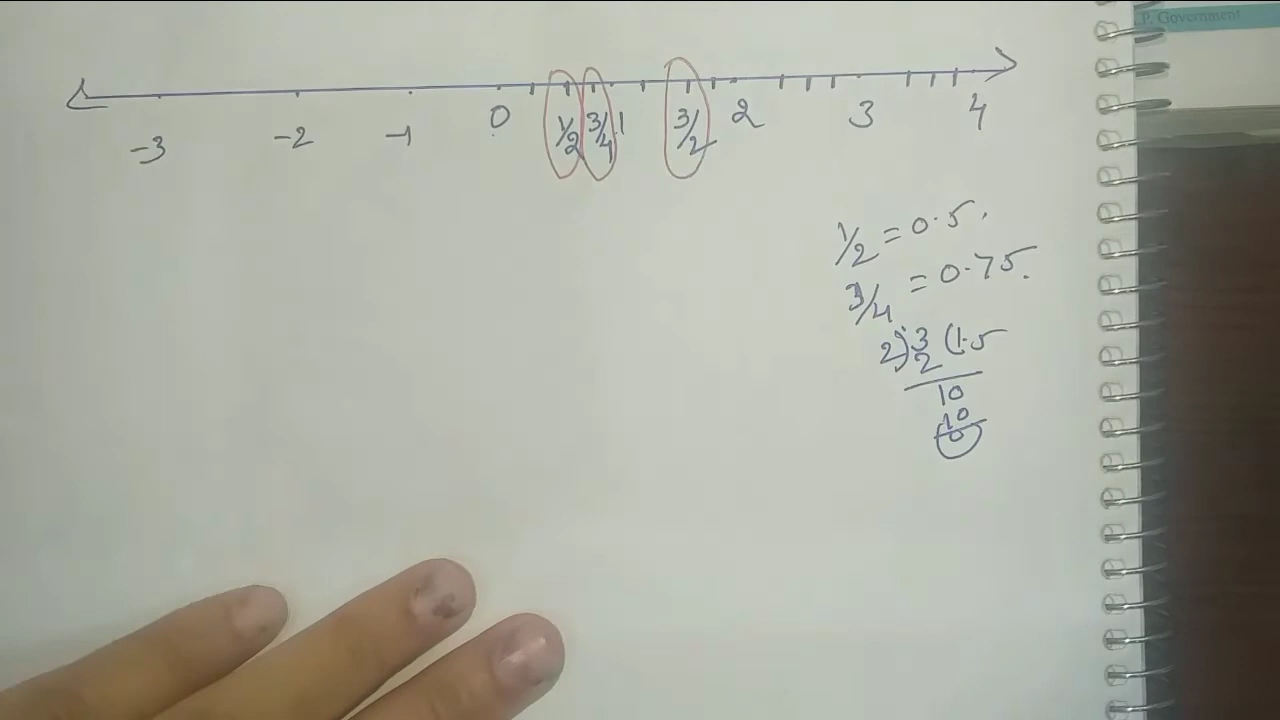 .P. Government
-3 -2 -1 0 1/2 3/4 1 3/2 2 3 4
1/2 = 0.5.
3/4 = 0.75.
2)3(1.5
2
10
10
0